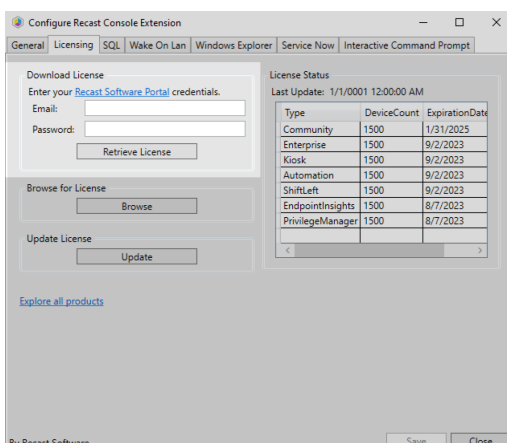 Configure Recast Console Extension
General Licensing SQL Wake On Lan Windows Explorer Service Now Interactive Command Prompt
Download License
Enter your Recast Software Portal credentials.
Email:
Password:
Retrieve License
Browse for License
Browse
Update License
Update
Explore all products
License Status
Last Update: 1/1/0001 12:00:00 AM
Type DeviceCount ExpirationDate
Community 1500 1/31/2025
Enterprise 1500 9/2/2023
Kiosk 1500 9/2/2023
Automation 1500 9/2/2023
ShiftLeft 1500 9/2/2023
EndpointInsights 1500 8/7/2023
PrivilegeManager 1500 8/7/2023
By Recast Software
Save Close